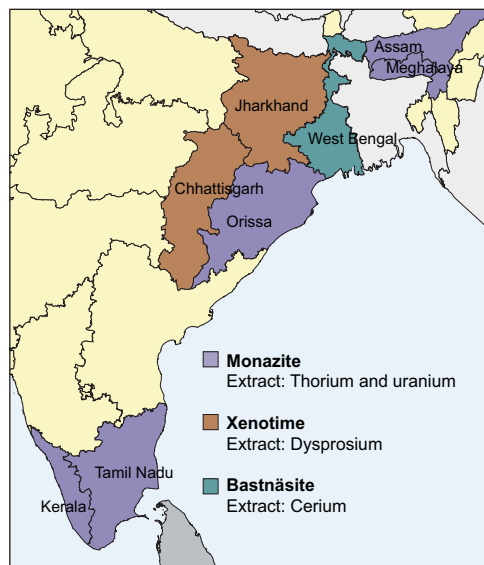 Assam
Meghalaya
Jharkhand
West Bengal
Chhattisgarh
Orissa
Monazite
Extract: Thorium and uranium
Xenotime
Extract: Dysprosium
Tamil Nadu
Kerala
Bastnäsite
Extract: Cerium